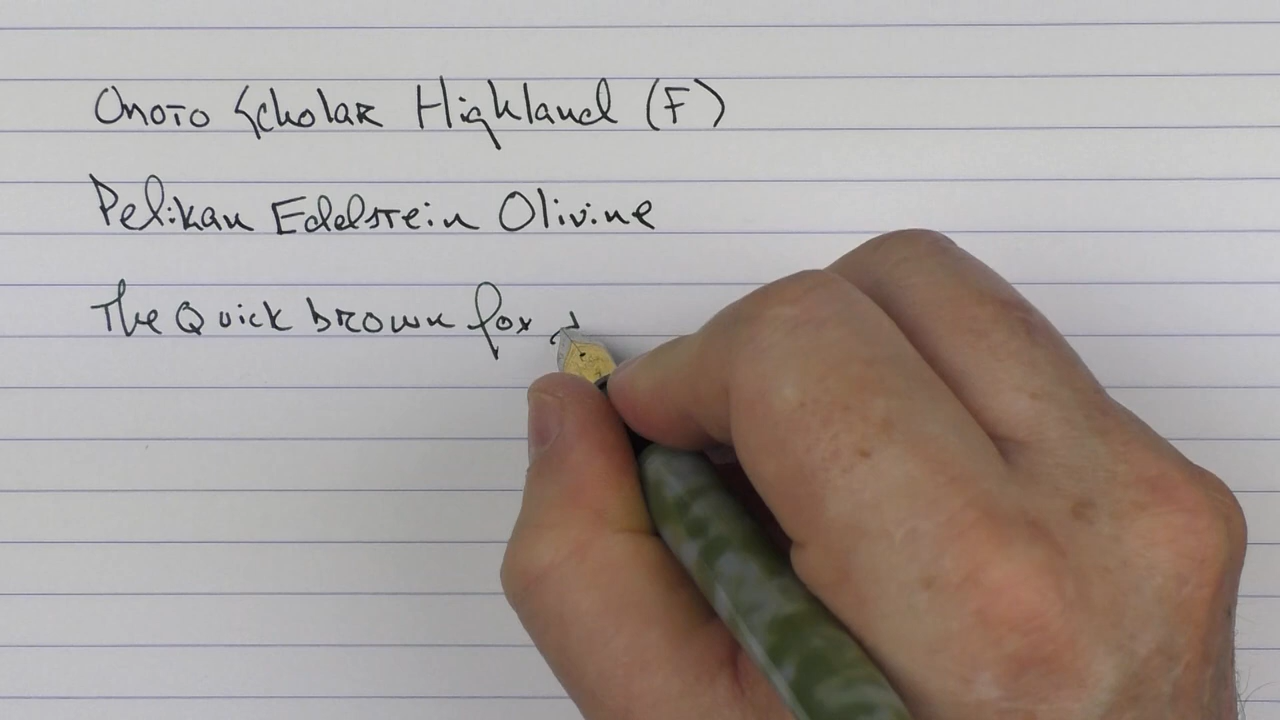 Onoto Scholar Highland (F)
Pelikan Edelstein Olivine
The Quick brown fox